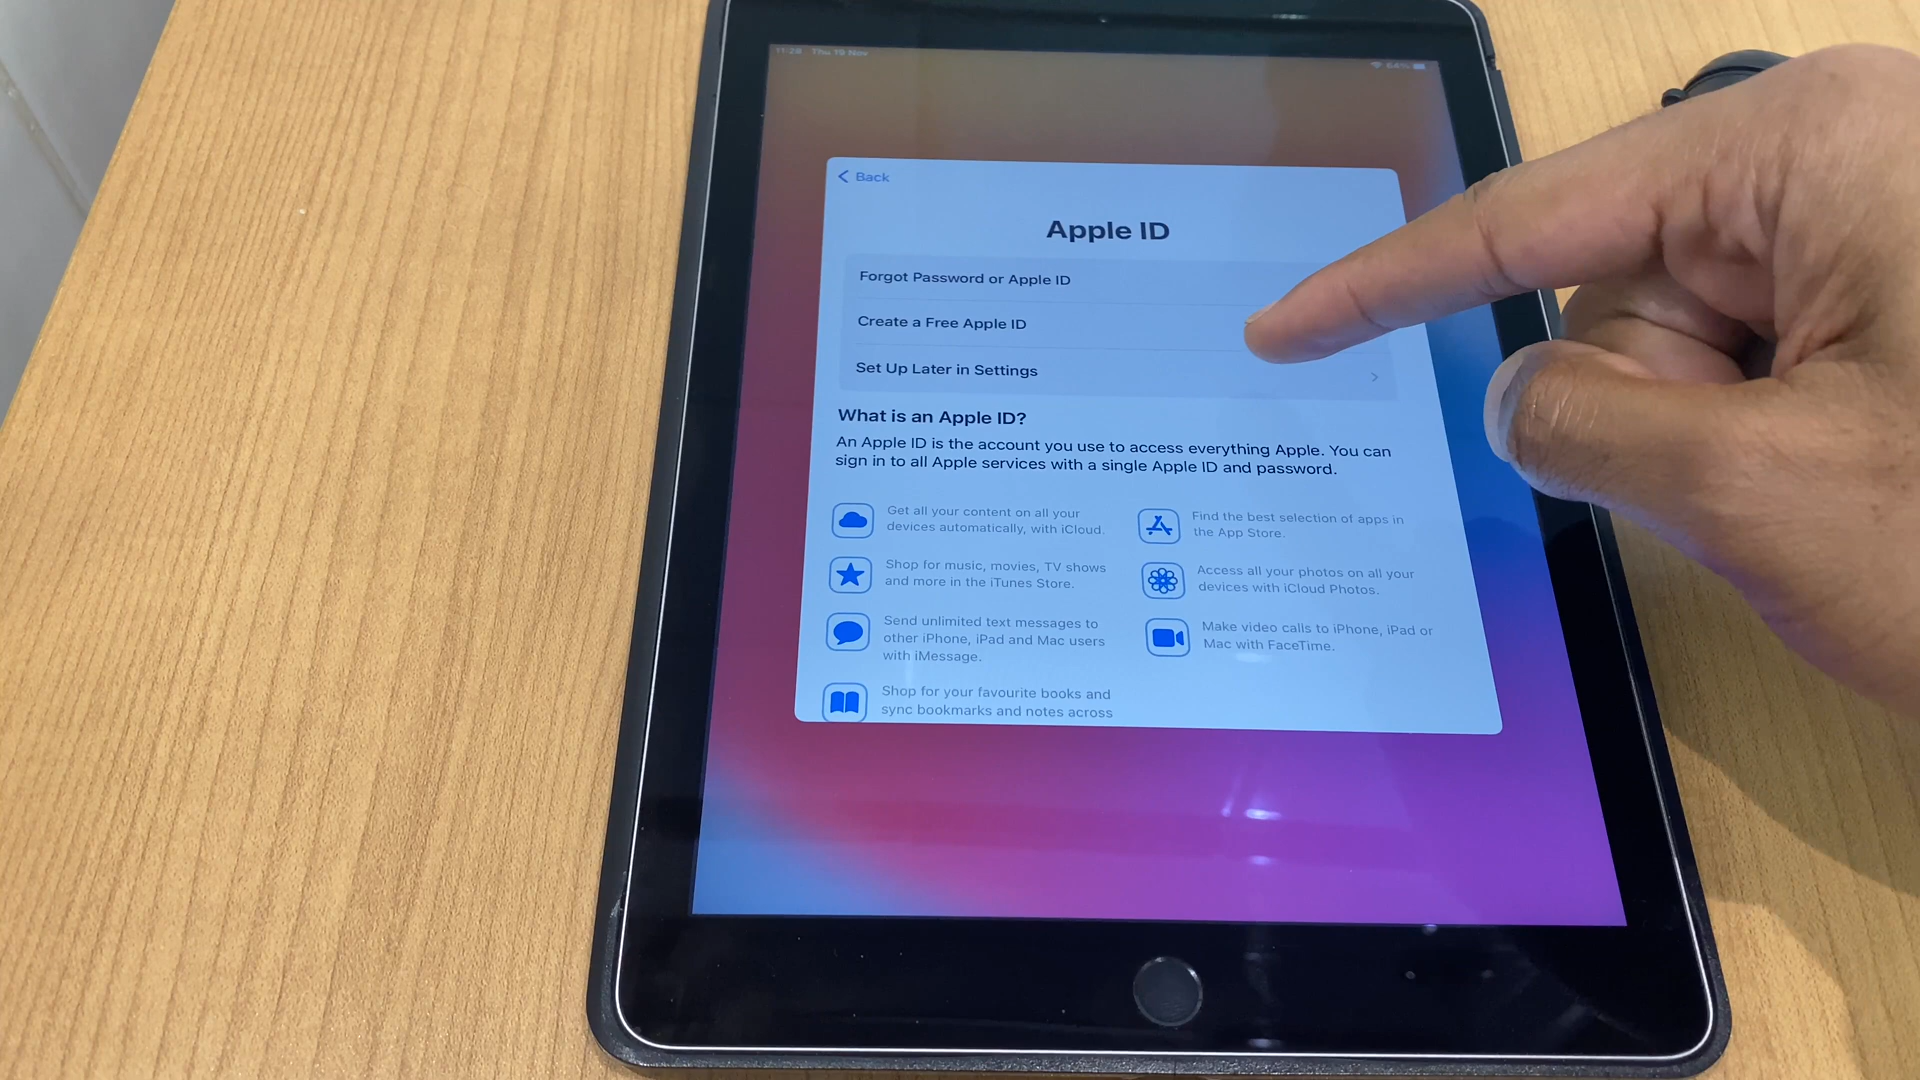 11:28 Thu 19 Nov
64%
Back
Apple ID
Forgot Password or Apple ID
Create a Free Apple ID
Set Up Later in Settings
What is an Apple ID?
An Apple ID is the account you use to access everything Apple. You can
sign in to all Apple services with a single Apple ID and password.
Get all your content on all your
devices automatically, with iCloud.
Find the best selection of apps in
the App Store.
Shop for music, movies, TV shows
and more in the iTunes Store.
Access all your photos on all your
devices with iCloud Photos.
Send unlimited text messages to
other iPhone, iPad and Mac users
with iMessage.
Make video calls to iPhone, iPad or
Mac with FaceTime.
Shop for your favourite books and
sync bookmarks and notes across